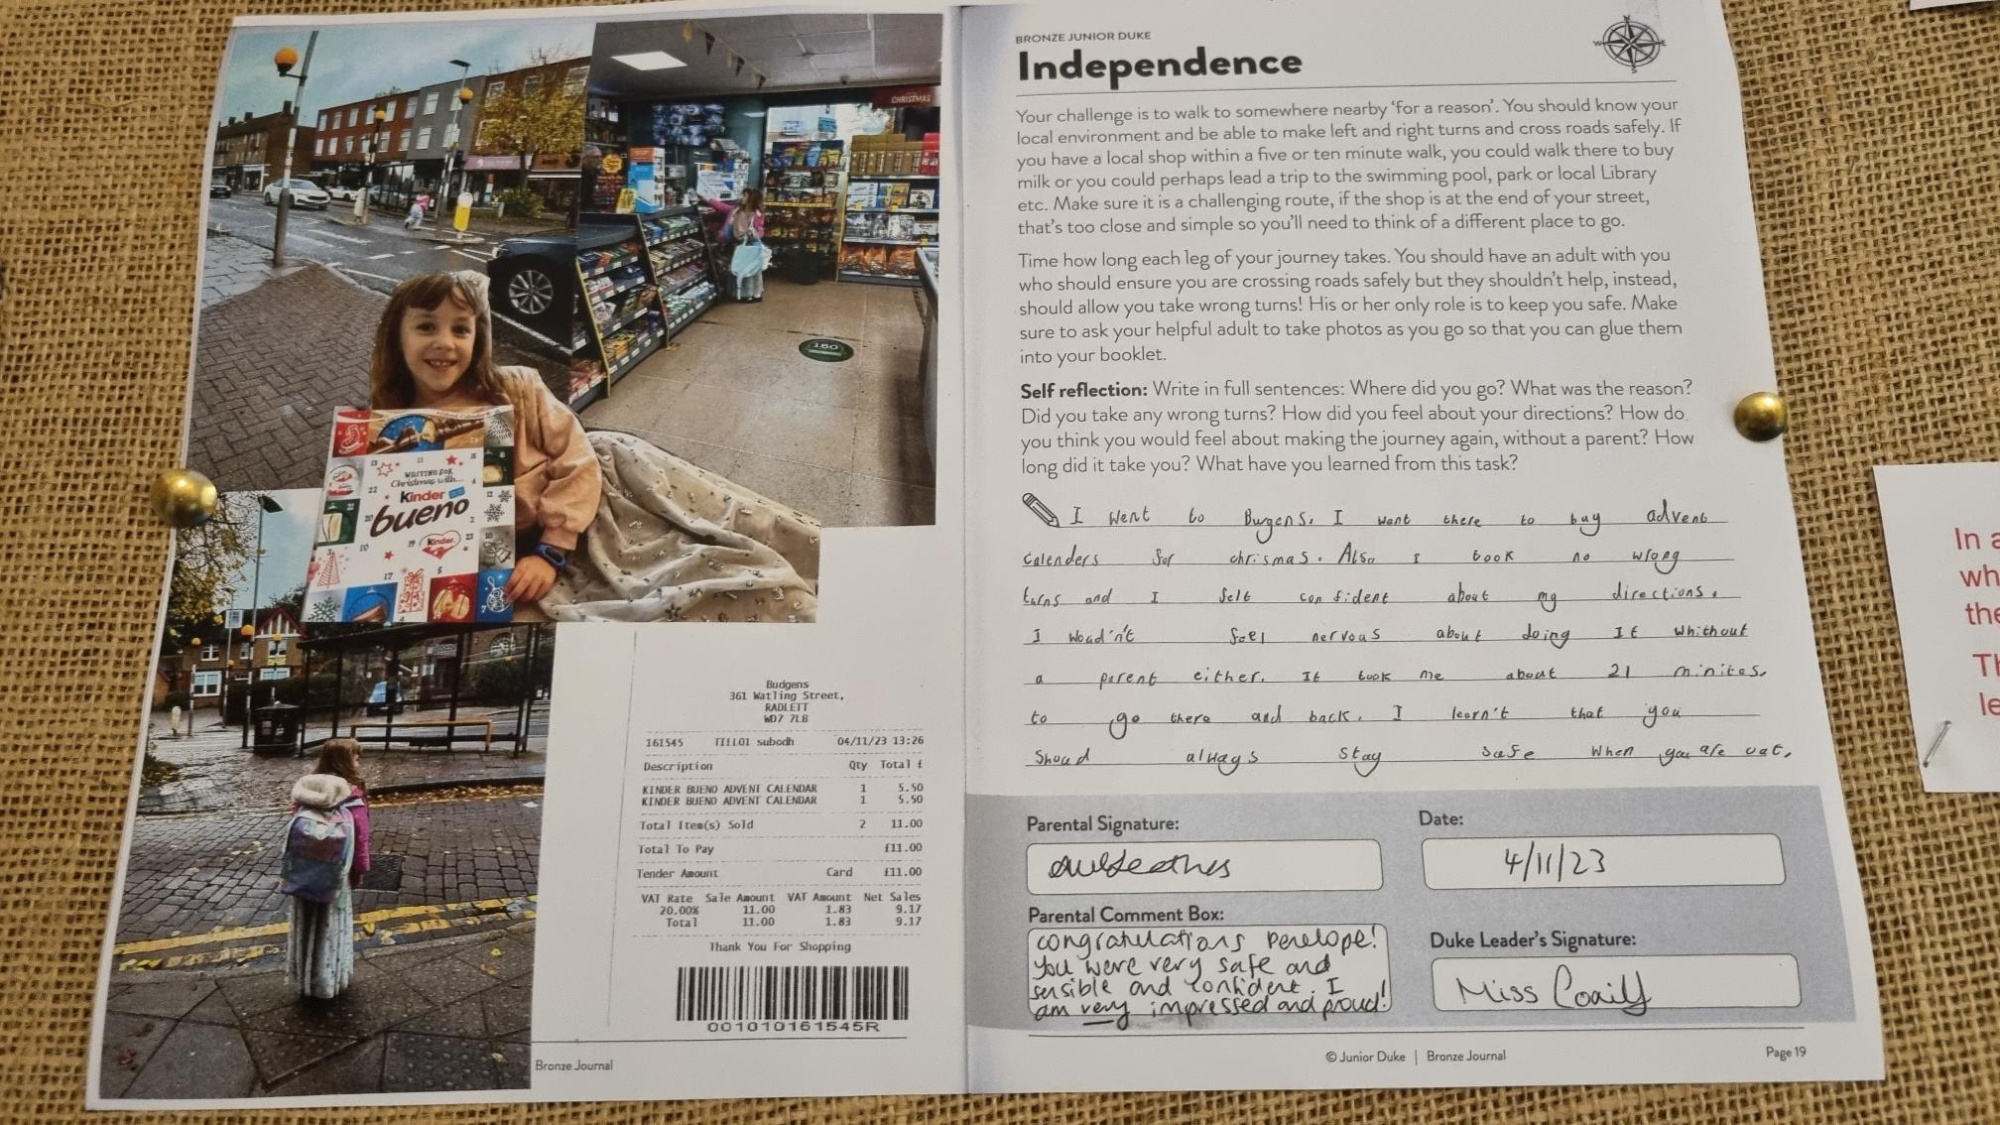 CHRISTMAS
WAITING FOR
Christmas with...
Kinder
bueno
Kinder
Budgens
361 Watling Street,
RADLETT
WD7 7LB
161545 TILL01 subodh 04/11/23 13:26
Description Qty Total £
KINDER BUENO ADVENT CALENDAR 1 5.50
KINDER BUENO ADVENT CALENDAR 1 5.50
Total Item(s) Sold 2 11.00
Total To Pay £11.00
Tender Amount Card £11.00
VAT Rate Sale Amount VAT Amount Net Sales
20.00% 11.00 1.83 9.17
Total 11.00 1.83 9.17
Thank You For Shopping
001010161545R
Bronze Journal
BRONZE JUNIOR DUKE
Independence
Your challenge is to walk to somewhere nearby 'for a reason'. You should know your
local environment and be able to make left and right turns and cross roads safely. If
you have a local shop within a five or ten minute walk, you could walk there to buy
milk or you could perhaps lead a trip to the swimming pool, park or local Library
etc. Make sure it is a challenging route, if the shop is at the end of your street,
that's too close and simple so you'll need to think of a different place to go.
Time how long each leg of your journey takes. You should have an adult with you
who should ensure you are crossing roads safely but they shouldn't help, instead,
should allow you take wrong turns! His or her only role is to keep you safe. Make
sure to ask your helpful adult to take photos as you go so that you can glue them
into your booklet.
Self reflection: Write in full sentences: Where did you go? What was the reason?
Did you take any wrong turns? How did you feel about your directions? How do
you think you would feel about making the journey again, without a parent? How
long did it take you? What have you learned from this task?
I went to Burgens. I went there to buy advent
calenders for chrismas. Also I took no wrong
turns and I felt confident about my directions.
I woud'n't feel nervous about doing It whithout
a parent either. It took me about 21 minites.
to go there and back. I learn't that you
Shoud always stay safe when you are out.
Parental Signature:
Date:
4/11/23
Parental Comment Box:
congratulations Penelope!
You were very safe and
sensible and confident. I
am very impressed and proud!
Duke Leader's Signature:
Miss
© Junior Duke | Bronze Journal
Page 19
In a
wh
the
Th
le